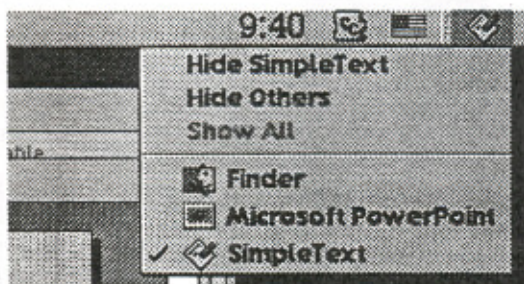 9:40
Hide SimpleText
Hide Others
Show All
Finder
Microsoft PowerPoint
SimpleText